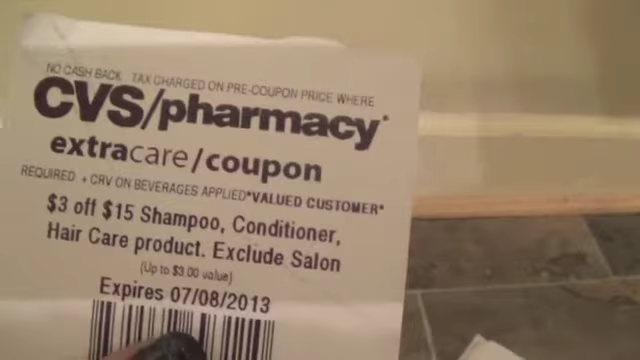 NO CASH BACK TAX CHARGED ON PRE-COUPON PRICE WHERE
CVS/pharmacy®
extracare/coupon
REQUIRED + CRV ON BEVERAGES APPLIED*VALUED CUSTOMER*
$3 off $15 Shampoo, Conditioner,
Hair Care product. Exclude Salon
(Up to $3.00 value)
Expires 07/08/2013